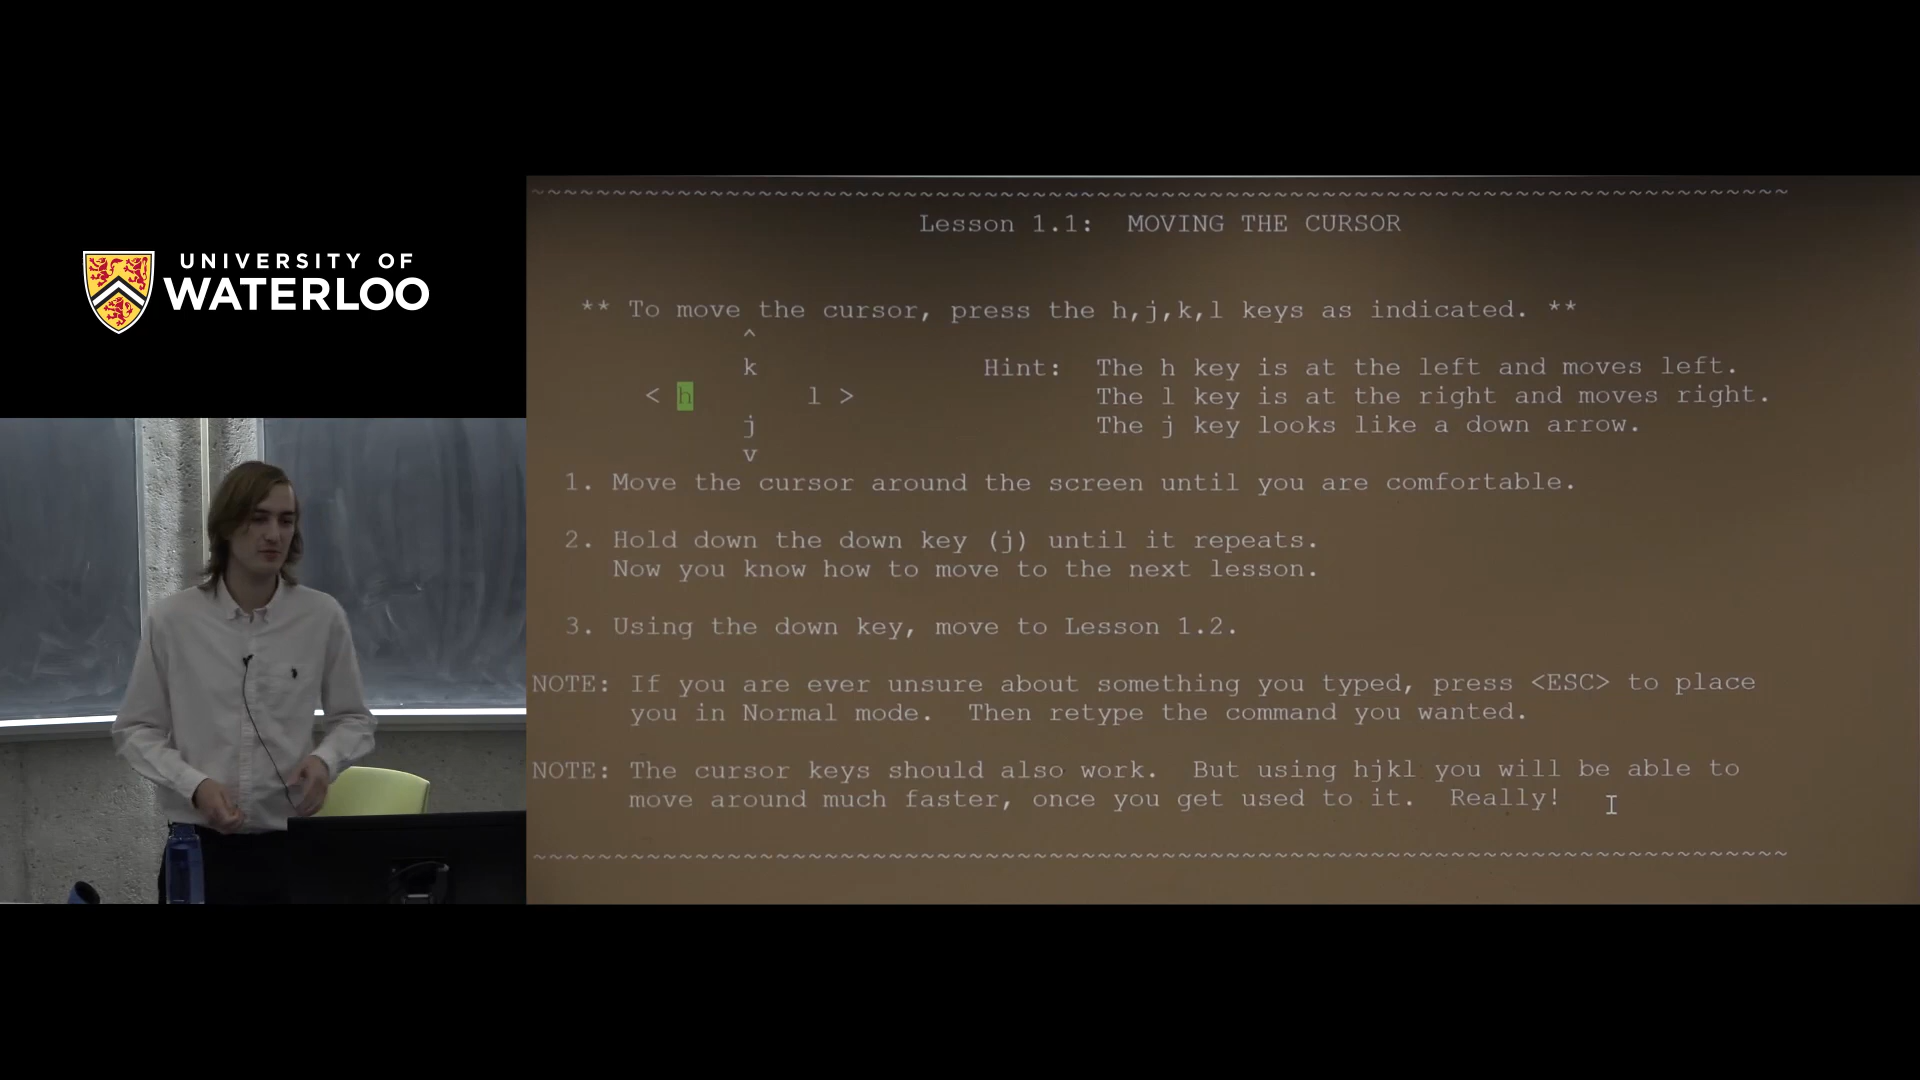 UNIVERSITY OF
WATERLOO
~~~~~~~~~~~~~~~~~~~~~~~~~~~~~~~~~~~~~~~~~~~~~~~~~~~~~~~~~~~~~~~~~~~~~~~~~~~~~~
Lesson 1.1:  MOVING THE CURSOR
** To move the cursor, press the h,j,k,l keys as indicated. **
^
k Hint:  The h key is at the left and moves left.
< h l > The l key is at the right and moves right.
j The j key looks like a down arrow.
v
1. Move the cursor around the screen until you are comfortable.
2. Hold down the down key (j) until it repeats.
Now you know how to move to the next lesson.
3. Using the down key, move to Lesson 1.2.
NOTE: If you are ever unsure about something you typed, press <ESC> to place
you in Normal mode.  Then retype the command you wanted.
NOTE: The cursor keys should also work.  But using hjkl you will be able to
move around much faster, once you get used to it.  Really!
~~~~~~~~~~~~~~~~~~~~~~~~~~~~~~~~~~~~~~~~~~~~~~~~~~~~~~~~~~~~~~~~~~~~~~~~~~~~~~